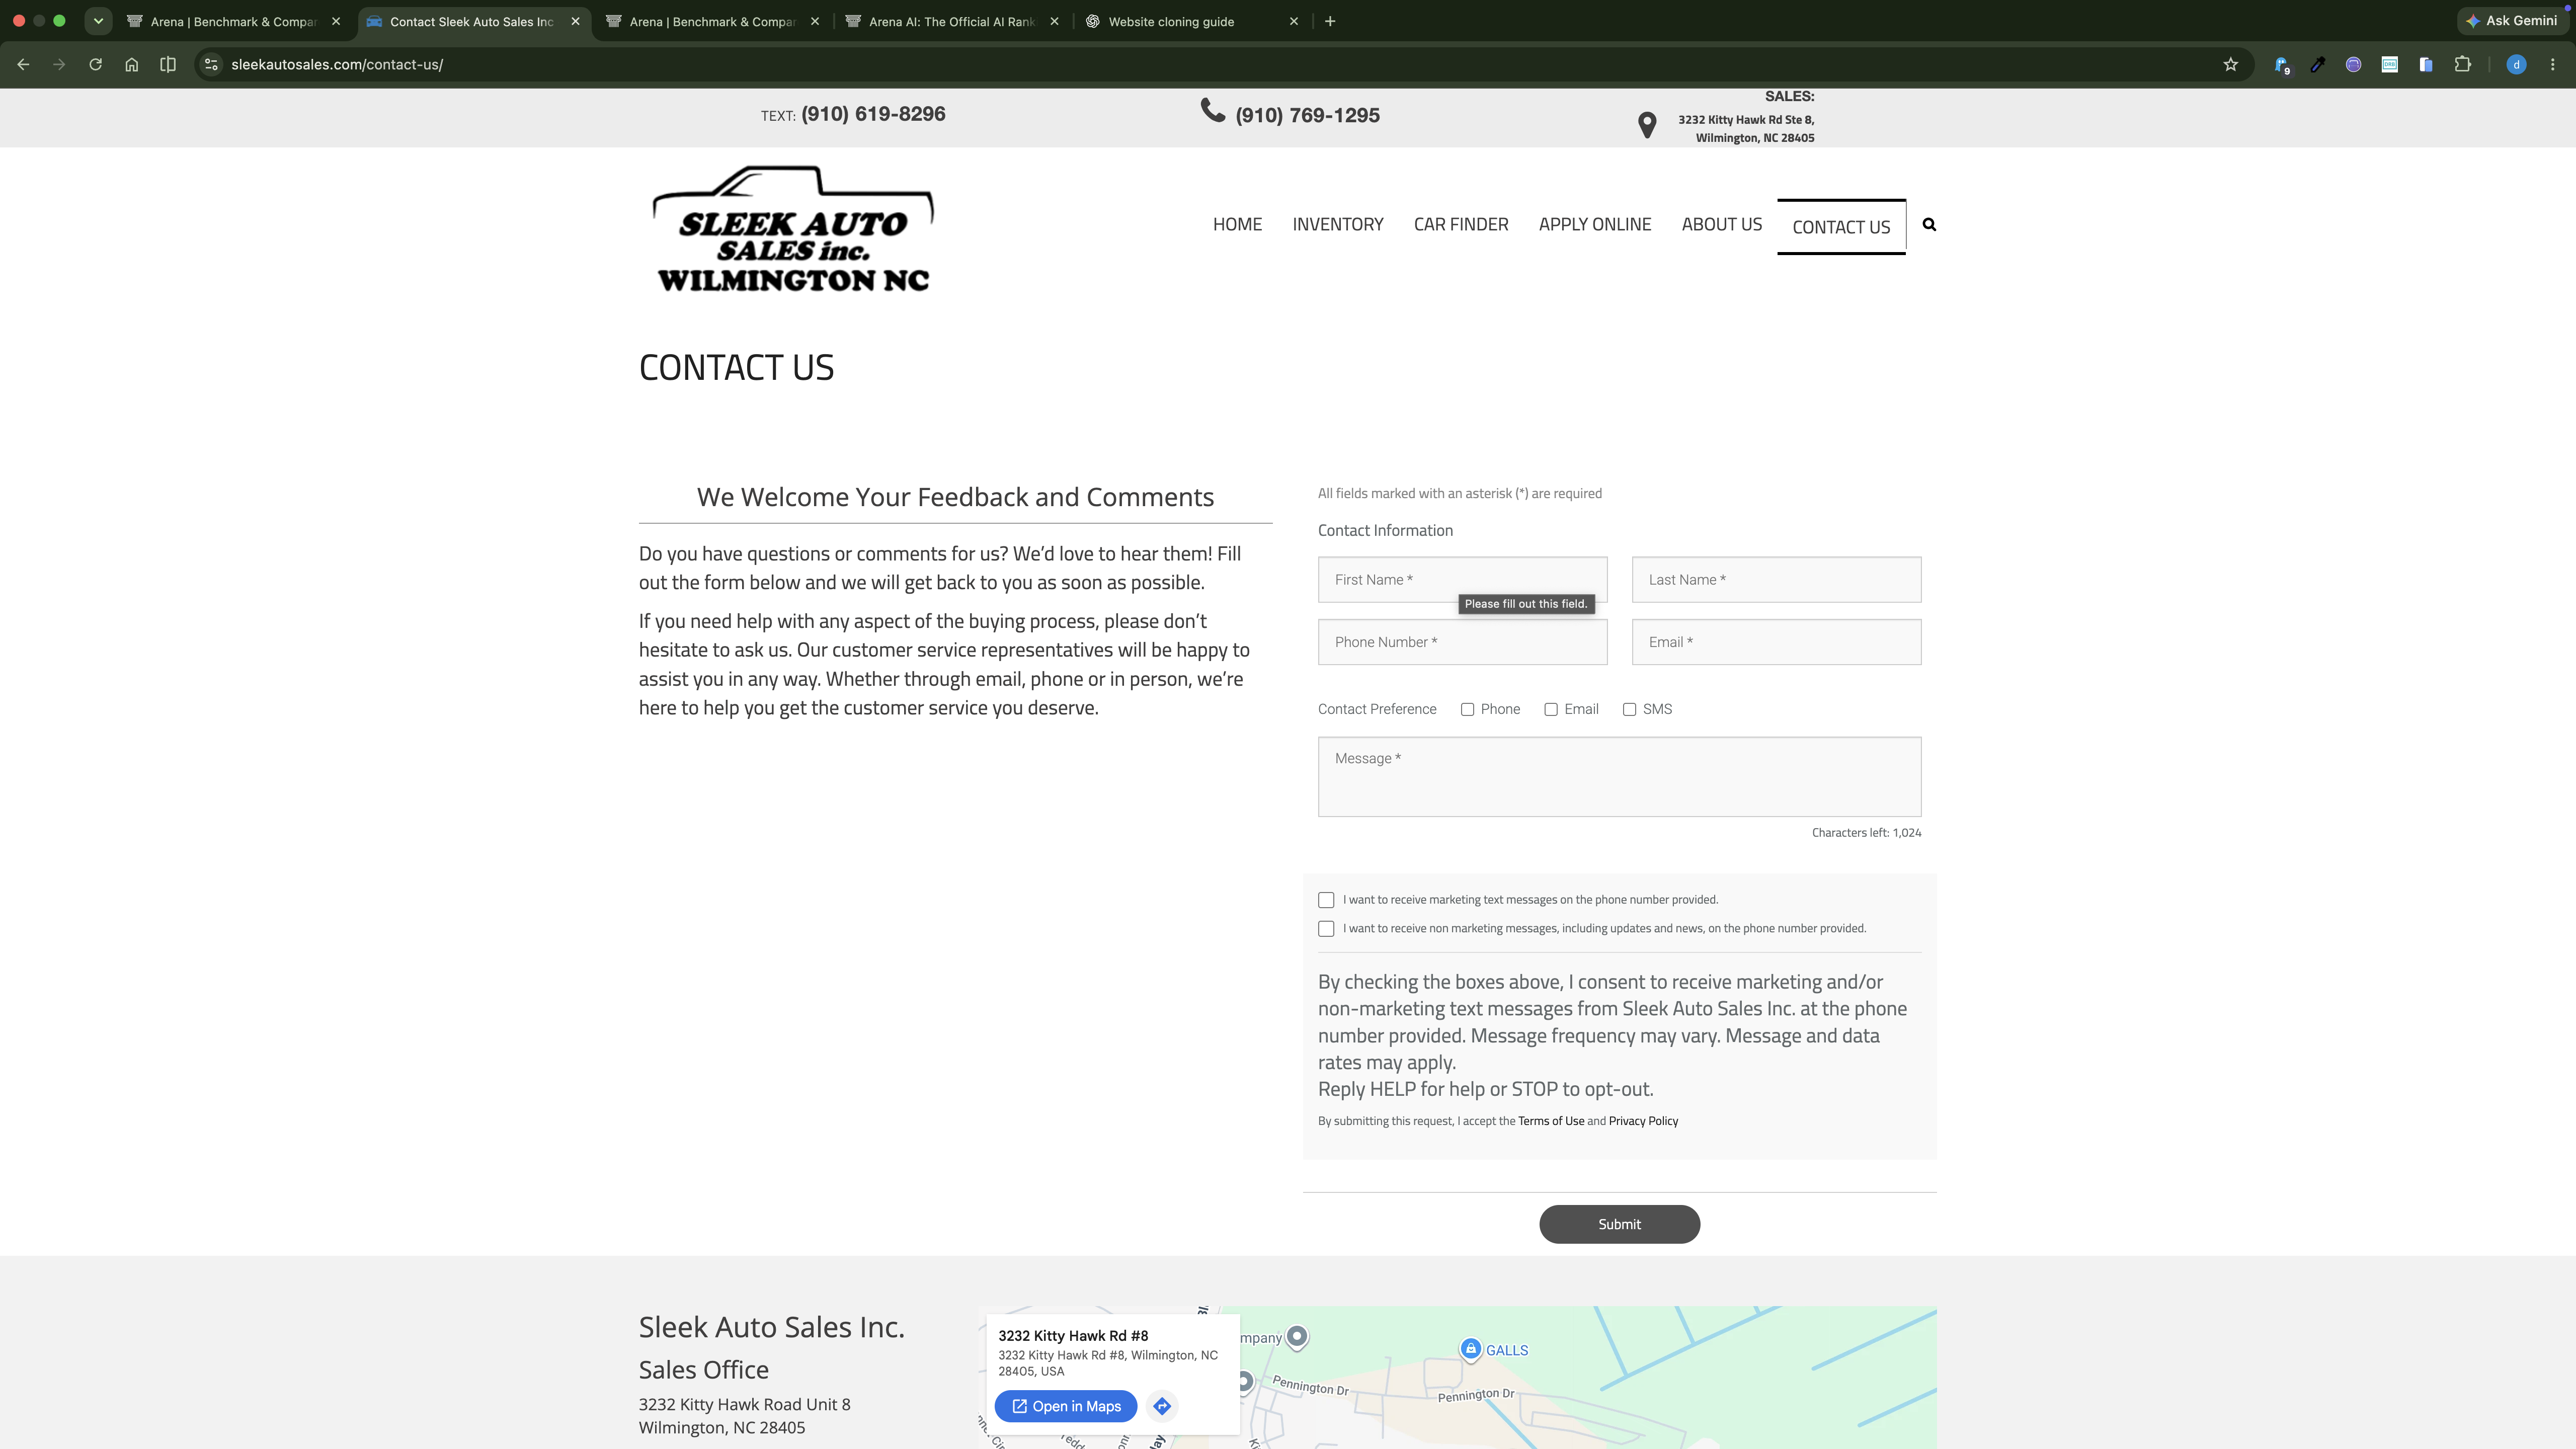 Arena | Benchmark & Compar
Contact Sleek Auto Sales Inc
Arena | Benchmark & Compar
Arena AI: The Official AI Rank
Website cloning guide
Ask Gemini
sleekautosales.com/contact-us/
9
d
TEXT: (910) 619-8296
(910) 769-1295
SALES:
3232 Kitty Hawk Rd Ste 8,
Wilmington, NC 28405
SLEEK AUTO
SALES inc.
WILMINGTON NC
HOME
INVENTORY
CAR FINDER
APPLY ONLINE
ABOUT US
CONTACT US
CONTACT US
We Welcome Your Feedback and Comments
Do you have questions or comments for us? We’d love to hear them! Fill
out the form below and we will get back to you as soon as possible.
If you need help with any aspect of the buying process, please don’t
hesitate to ask us. Our customer service representatives will be happy to
assist you in any way. Whether through email, phone or in person, we’re
here to help you get the customer service you deserve.
All fields marked with an asterisk (*) are required
Contact Information
First Name *
Last Name *
Please fill out this field.
Phone Number *
Email *
Contact Preference
Phone
Email
SMS
Message *
Characters left: 1,024
I want to receive marketing text messages on the phone number provided.
I want to receive non marketing messages, including updates and news, on the phone number provided.
By checking the boxes above, I consent to receive marketing and/or
non-marketing text messages from Sleek Auto Sales Inc. at the phone
number provided. Message frequency may vary. Message and data
rates may apply.
Reply HELP for help or STOP to opt-out.
By submitting this request, I accept the Terms of Use and Privacy Policy
Submit
Sleek Auto Sales Inc.
Sales Office
3232 Kitty Hawk Road Unit 8
Wilmington, NC 28405
3232 Kitty Hawk Rd #8
3232 Kitty Hawk Rd #8, Wilmington, NC
28405, USA
Open in Maps
mpany
GALLS
Pennington Dr
Pennington Dr